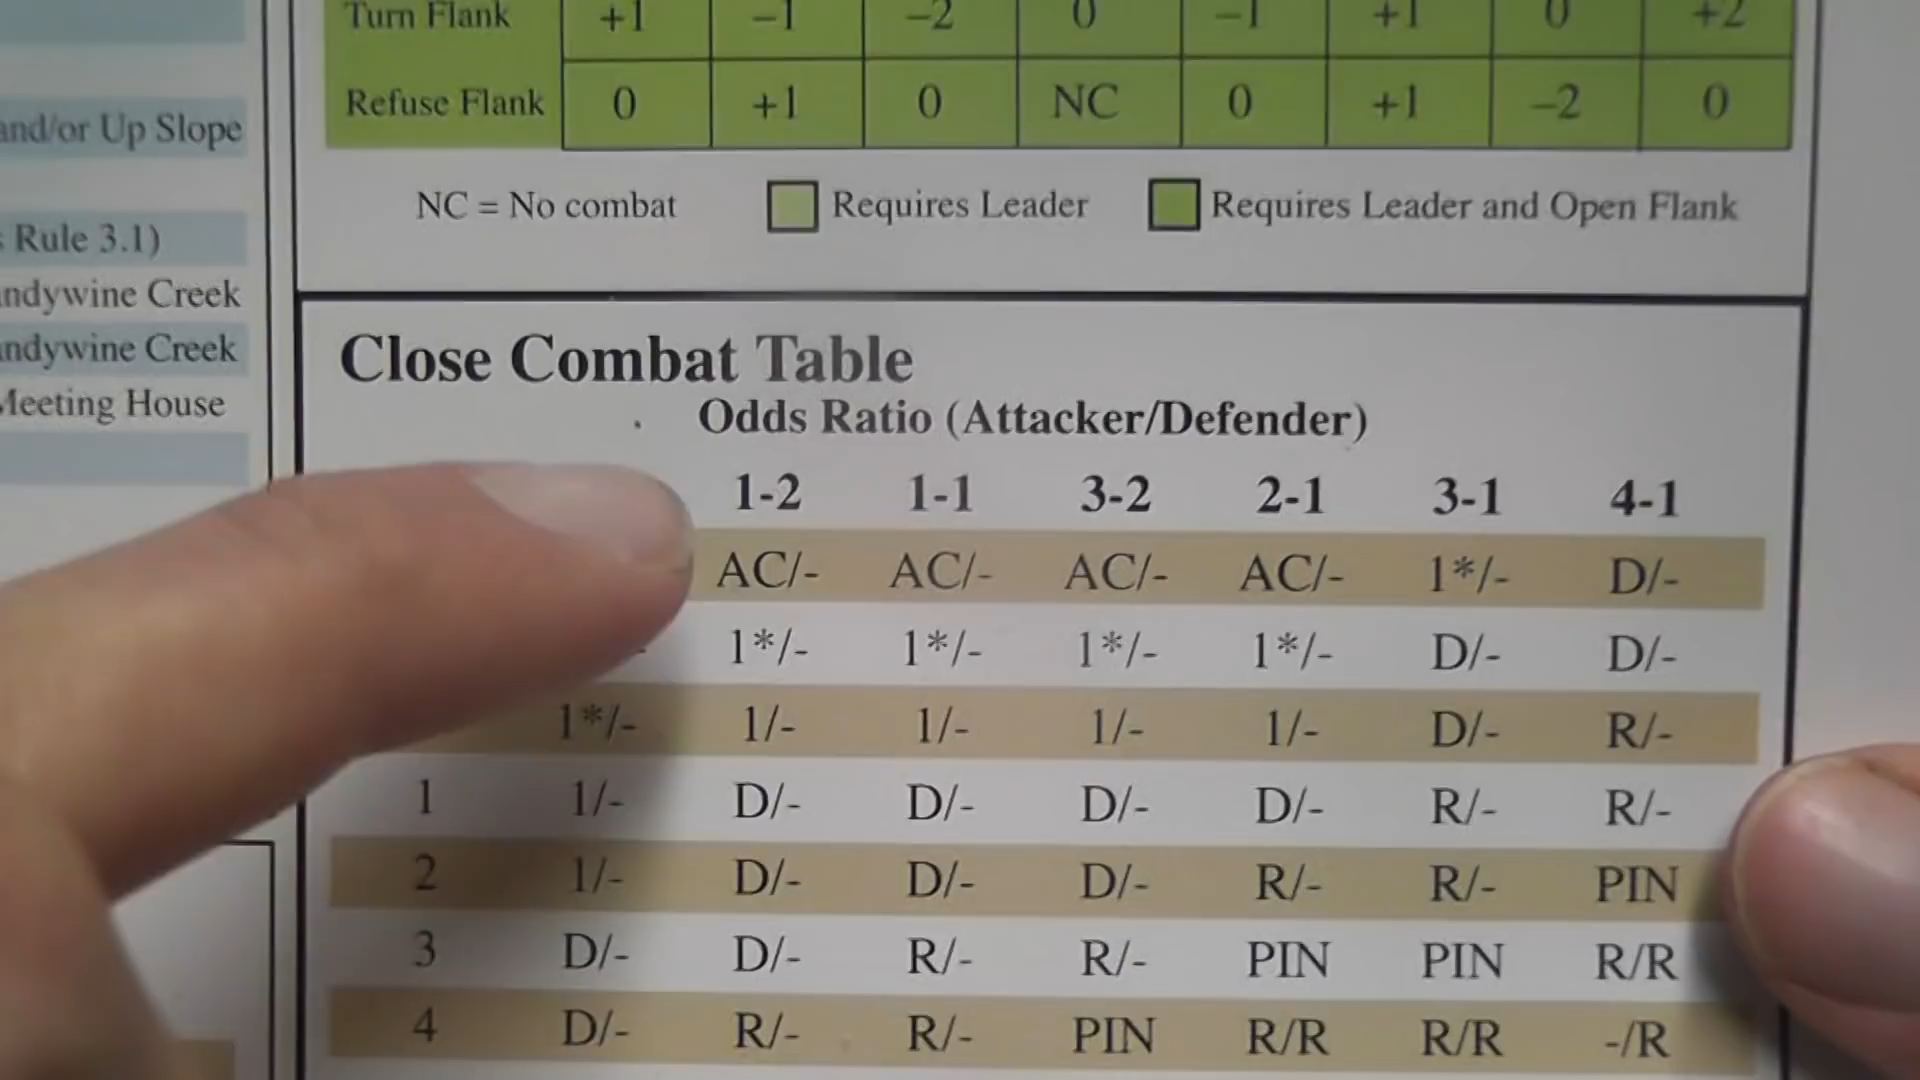 Turn Flank +1 −1 −2 0 −1 +1 0 +2
Refuse Flank 0 +1 0 NC 0 +1 −2 0
NC = No combat Requires Leader Requires Leader and Open Flank
and/or Up Slope
Rule 3.1)
Creek
Creek
House
Close Combat Table
Odds Ratio (Attacker/Defender)
1-2 1-1 3-2 2-1 3-1 4-1
AC/- AC/- AC/- AC/- 1*/- D/-
1*/- 1*/- 1*/- 1*/- D/- D/-
1*/- 1/- 1/- 1/- 1/- D/- R/-
1 1/- D/- D/- D/- D/- R/- R/-
2 1/- D/- D/- D/- R/- R/- PIN
3 D/- D/- R/- R/- PIN PIN R/R
4 D/- R/- R/- PIN R/R R/R -/R